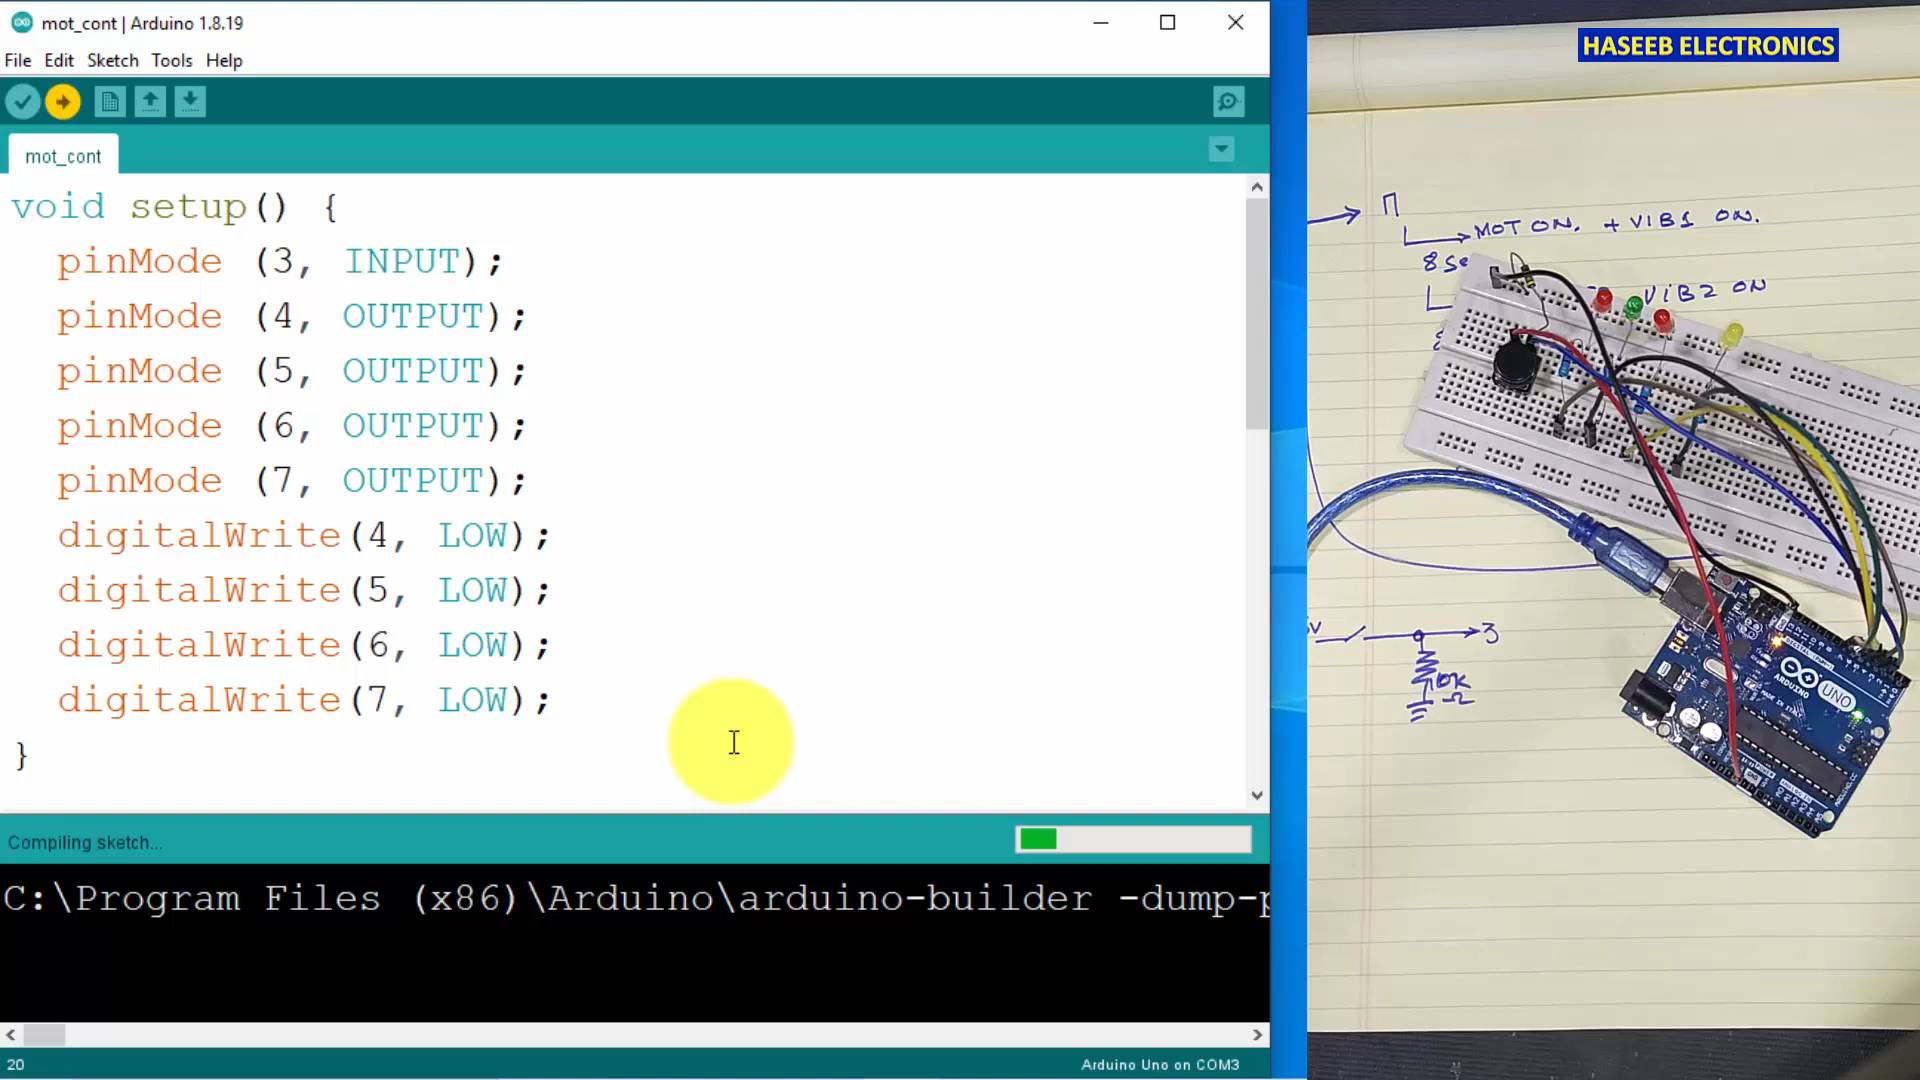 mot_cont | Arduino 1.8.19
File Edit Sketch Tools Help
mot_cont
void setup() {
pinMode (3, INPUT);
pinMode (4, OUTPUT);
pinMode (5, OUTPUT);
pinMode (6, OUTPUT);
pinMode (7, OUTPUT);
digitalWrite(4, LOW);
digitalWrite(5, LOW);
digitalWrite(6, LOW);
digitalWrite(7, LOW);
}
Compiling sketch...
C:\Program Files (x86)\Arduino\arduino-builder -dump-p
20
Arduino Uno on COM3
HASEEB ELECTRONICS
MOT ON. + VIB1 ON.
8 Se
VIB2 ON
3
10K
Ω
ARDUINO
UNO